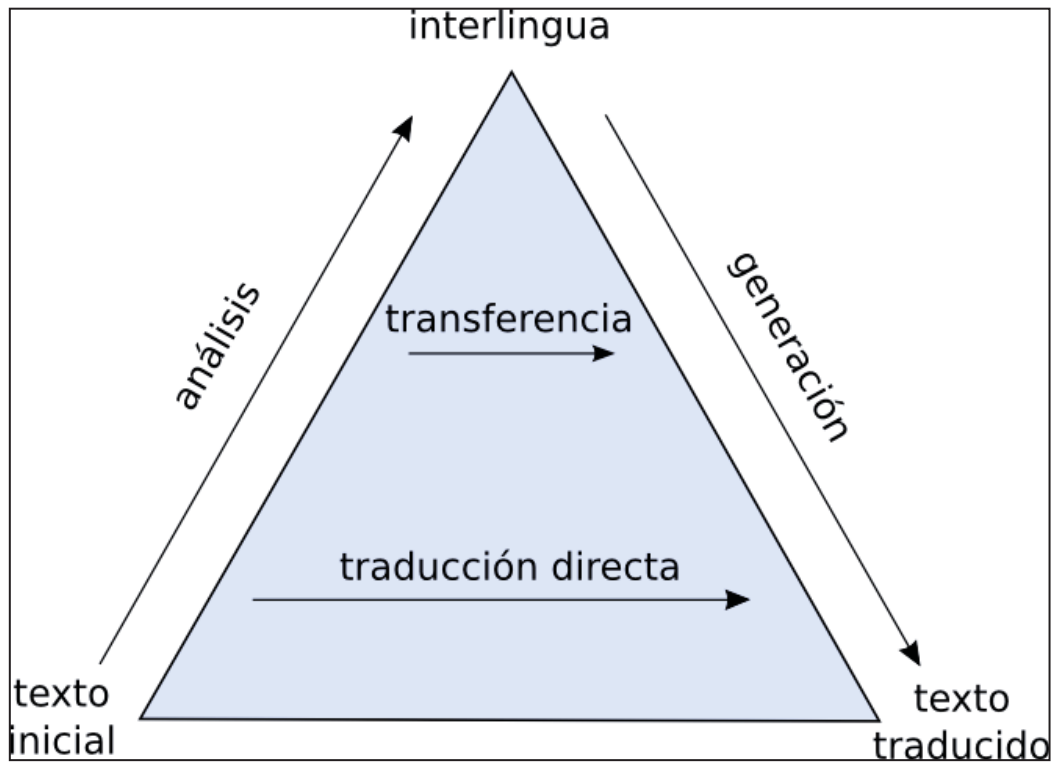 interlingua
análisis
generación
transferencia
traducción directa
texto
inicial
texto
traducido